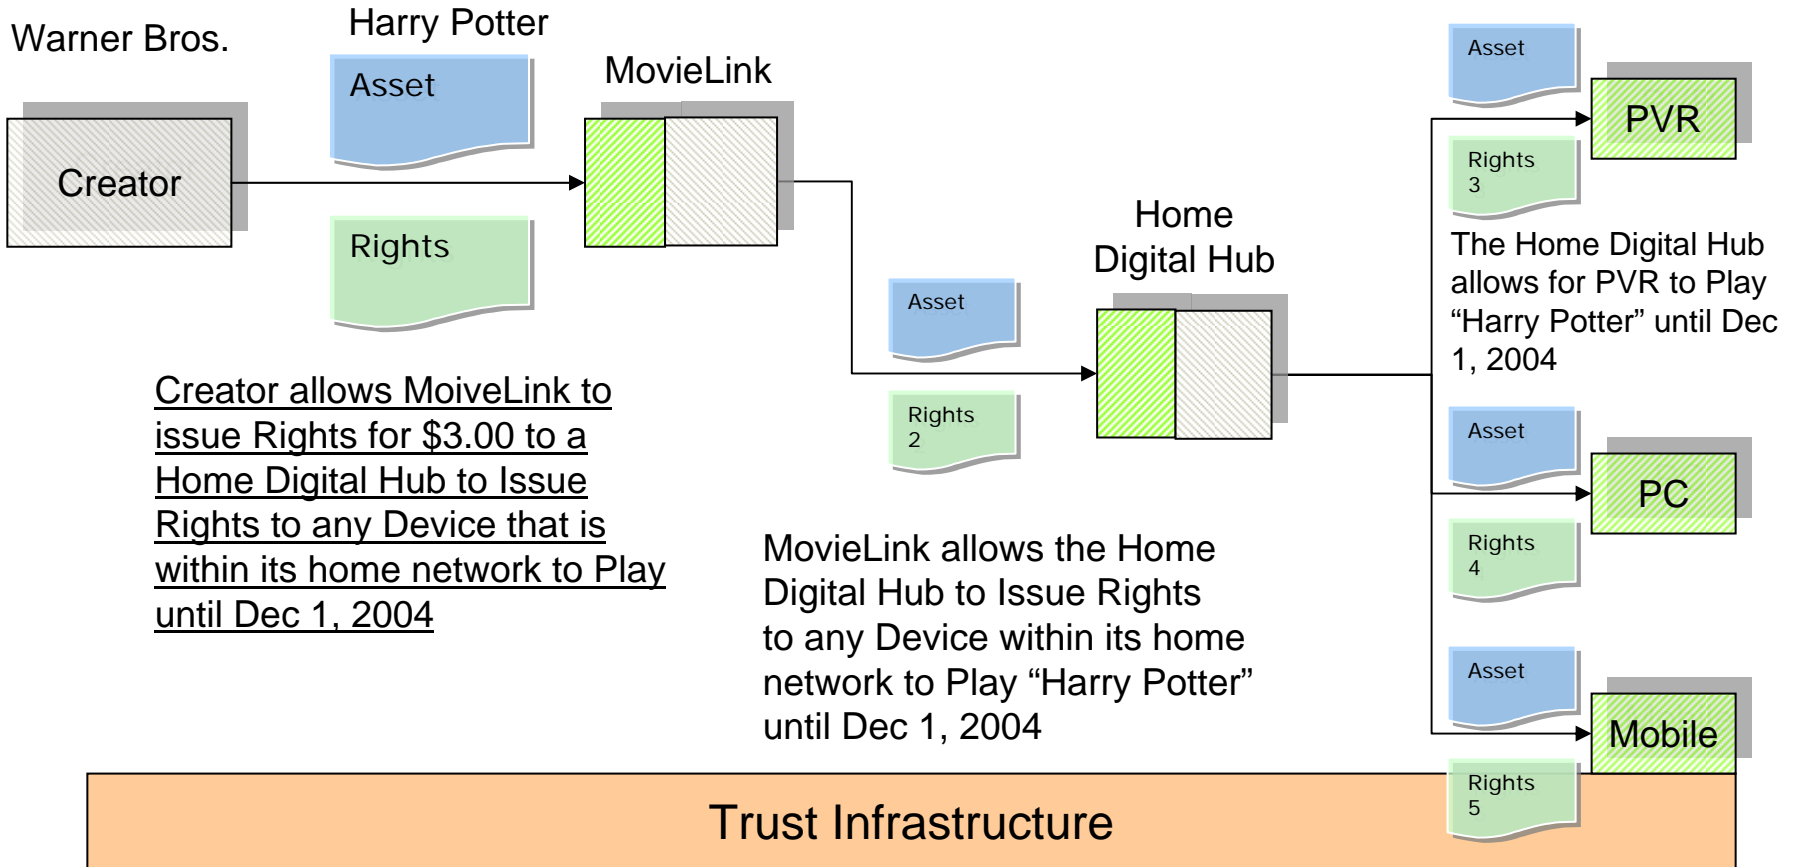 Warner Bros.
Harry Potter
Asset
MovieLink
Creator
Rights
Creator allows MoiveLink to
issue Rights for $3.00 to a
Home Digital Hub to Issue
Rights to any Device that is
within its home network to Play
until Dec 1, 2004
Home
Digital Hub
Asset
Rights
2
MovieLink allows the Home
Digital Hub to Issue Rights
to any Device within its home
network to Play “Harry Potter”
until Dec 1, 2004
Asset
PVR
Rights
3
The Home Digital Hub
allows for PVR to Play
“Harry Potter” until Dec
1, 2004
Asset
PC
Rights
4
Asset
Mobile
Rights
5
Trust Infrastructure